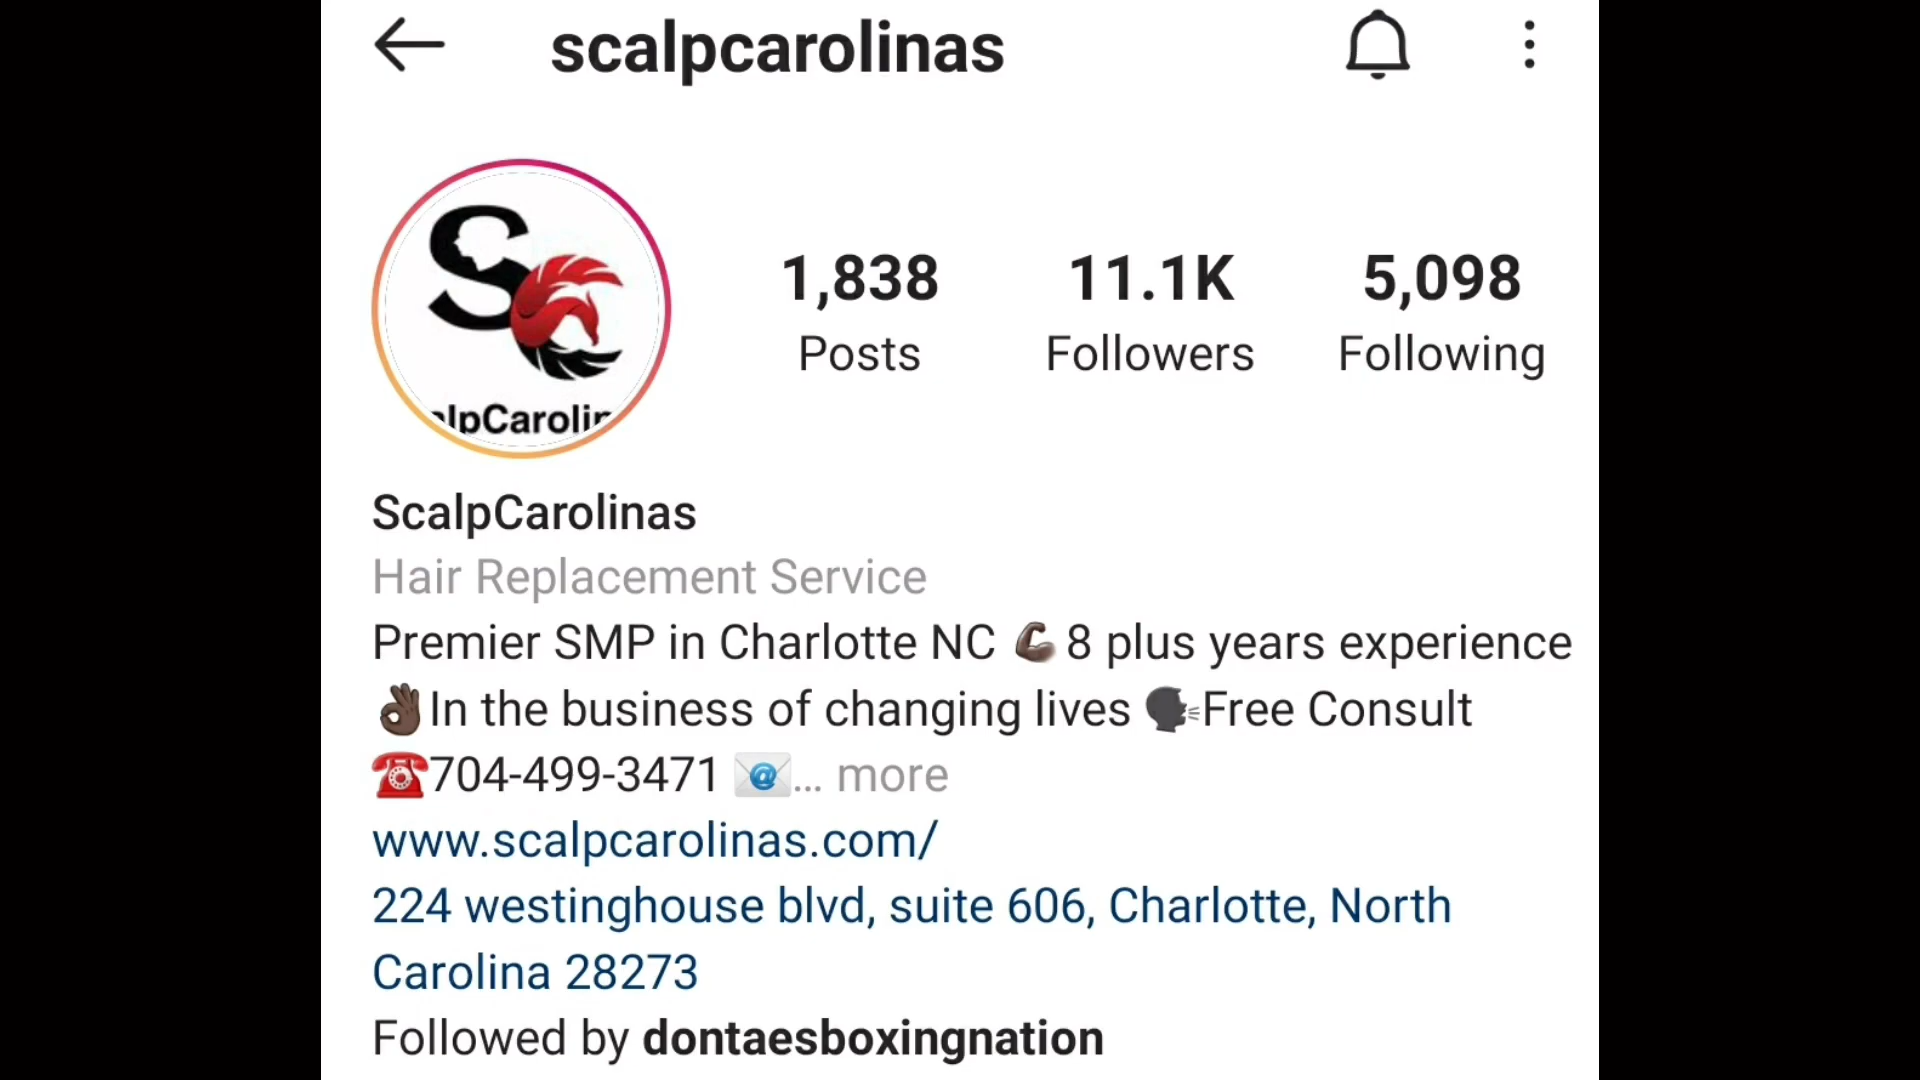 scalpcarolinas
1,838 11.1K 5,098
Posts Followers Following
S
lpCarolin
ScalpCarolinas
Hair Replacement Service
Premier SMP in Charlotte NC 💪🏿 8 plus years experience
👌🏿In the business of changing lives 🗣️Free Consult
☎️704-499-3471 📧... more
www.scalpcarolinas.com/
224 westinghouse blvd, suite 606, Charlotte, North
Carolina 28273
Followed by dontaesboxingnation